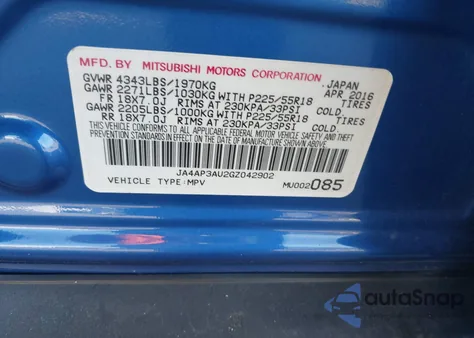 MFD. BY MITSUBISHI MOTORS CORPORATION. JAPAN
GVWR 4343LBS/1970KG APR 2016
GAWR 2271LBS/1030KG WITH P225/55R18 TIRES
FR 18X7.0J RIMS AT 230KPA/33PSI COLD
GAWR 2205LBS/1000KG WITH P225/55R18 TIRES
RR 18X7.0J RIMS AT 230KPA/33PSI COLD
THIS VEHICLE CONFORMS TO ALL APPLICABLE FEDERAL MOTOR VEHICLE SAFETY, BUMPER, AND THEFT
PREVENTION STANDARDS IN EFFECT ON THE DATE OF MANUFACTURE SHOWN ABOVE.
JA4AP3AU2GZ042902
VEHICLE TYPE:MPV MU002085
autoSnap